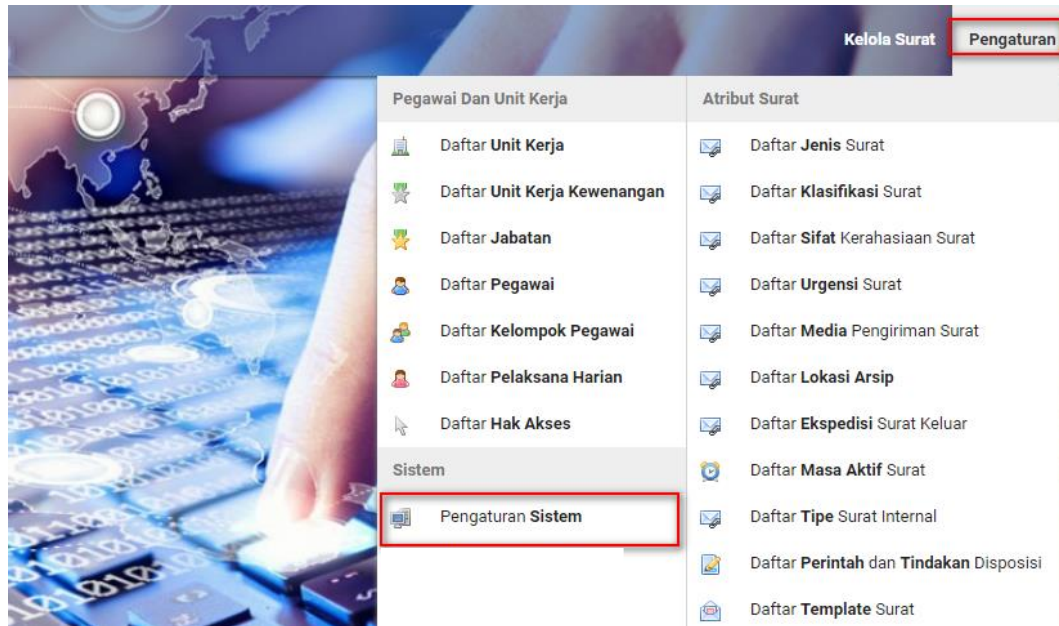 Kelola Surat
Pengaturan
Pegawai Dan Unit Kerja
Daftar Unit Kerja
Daftar Unit Kerja Kewenangan
Daftar Jabatan
Daftar Pegawai
Daftar Kelompok Pegawai
Daftar Pelaksana Harian
Daftar Hak Akses
Sistem
Pengaturan Sistem
Atribut Surat
Daftar Jenis Surat
Daftar Klasifikasi Surat
Daftar Sifat Kerahasiaan Surat
Daftar Urgensi Surat
Daftar Media Pengiriman Surat
Daftar Lokasi Arsip
Daftar Ekspedisi Surat Keluar
Daftar Masa Aktif Surat
Daftar Tipe Surat Internal
Daftar Perintah dan Tindakan Disposisi
Daftar Template Surat